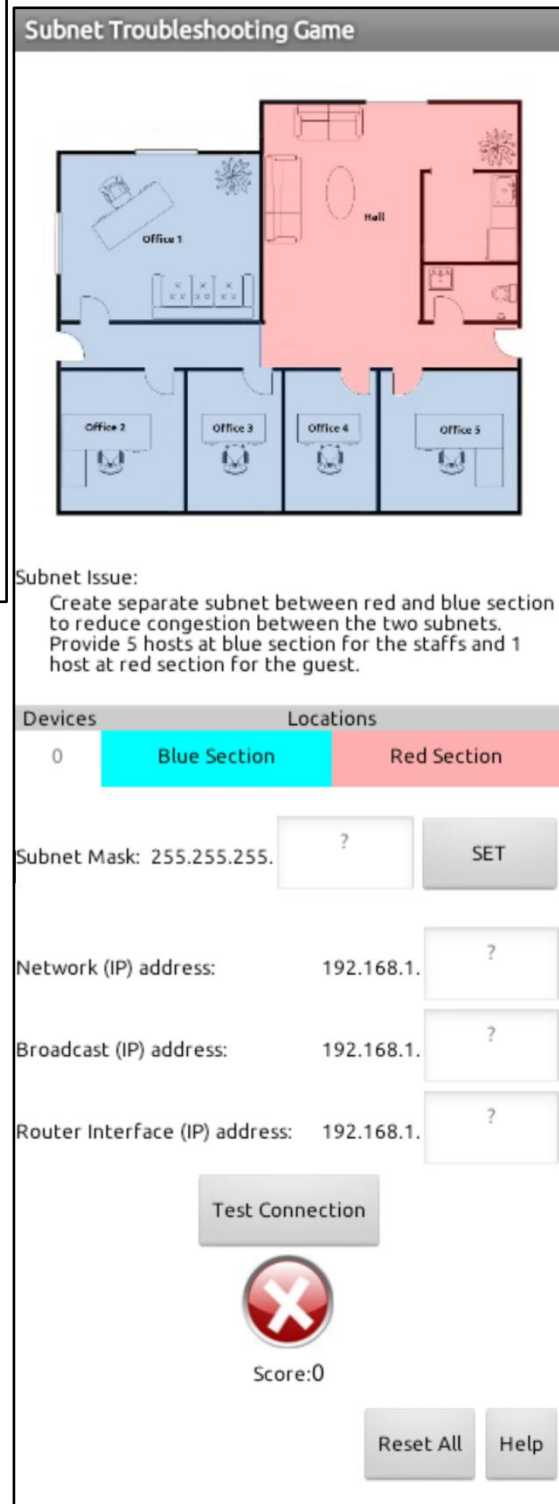 Subnet Troubleshooting Game
Office 1
Hall
Office 2
Office 3
Office 4
Office 5
Subnet Issue:
Create separate subnet between red and blue section
to reduce congestion between the two subnets.
Provide 5 hosts at blue section for the staffs and 1
host at red section for the guest.
Devices Locations
0 Blue Section Red Section
Subnet Mask: 255.255.255. ? SET
Network (IP) address: 192.168.1. ?
Broadcast (IP) address: 192.168.1. ?
Router Interface (IP) address: 192.168.1. ?
Test Connection
Score:0
Reset All Help